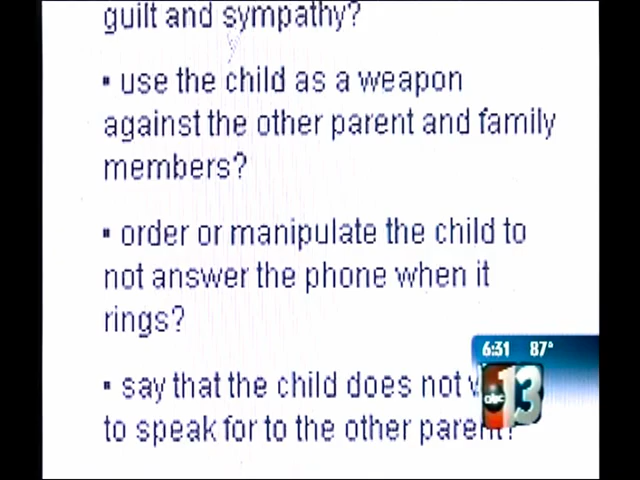 guilt and sympathy?
▪ use the child as a weapon
against the other parent and family
members?
▪ order or manipulate the child to
not answer the phone when it
rings?
▪ say that the child does not
to speak for to the other parent?
6:31 87°
abc 13